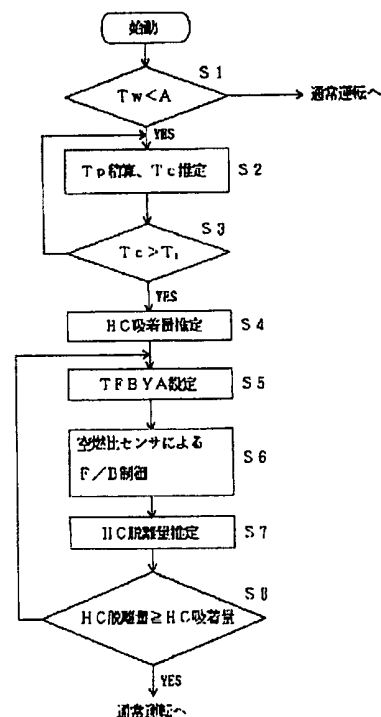 始動
S1
Tw<A
通常運転へ
YES
Tp積算、Tc推定
S2
S3
Tc>T₁
YES
HC吸着量推定
S4
TFBYA設定
S5
空燃比センサによる
F/B制御
S6
S7
HC脱離量推定
S8
HC脱離量≧HC吸着量
YES
通常運転へ